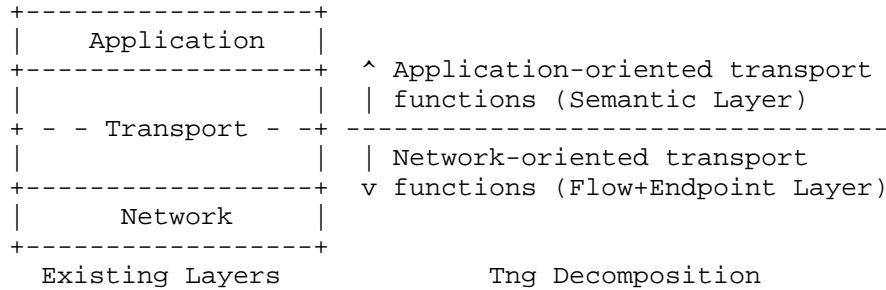 +------------------+
|    Application   |
+------------------+  ^ Application-oriented transport
|                  |  | functions (Semantic Layer)
+ - - Transport - -+ ----------------------------------
|                  |  | Network-oriented transport
+------------------+  v functions (Flow+Endpoint Layer)
|      Network     |
+------------------+
  Existing Layers             Tng Decomposition